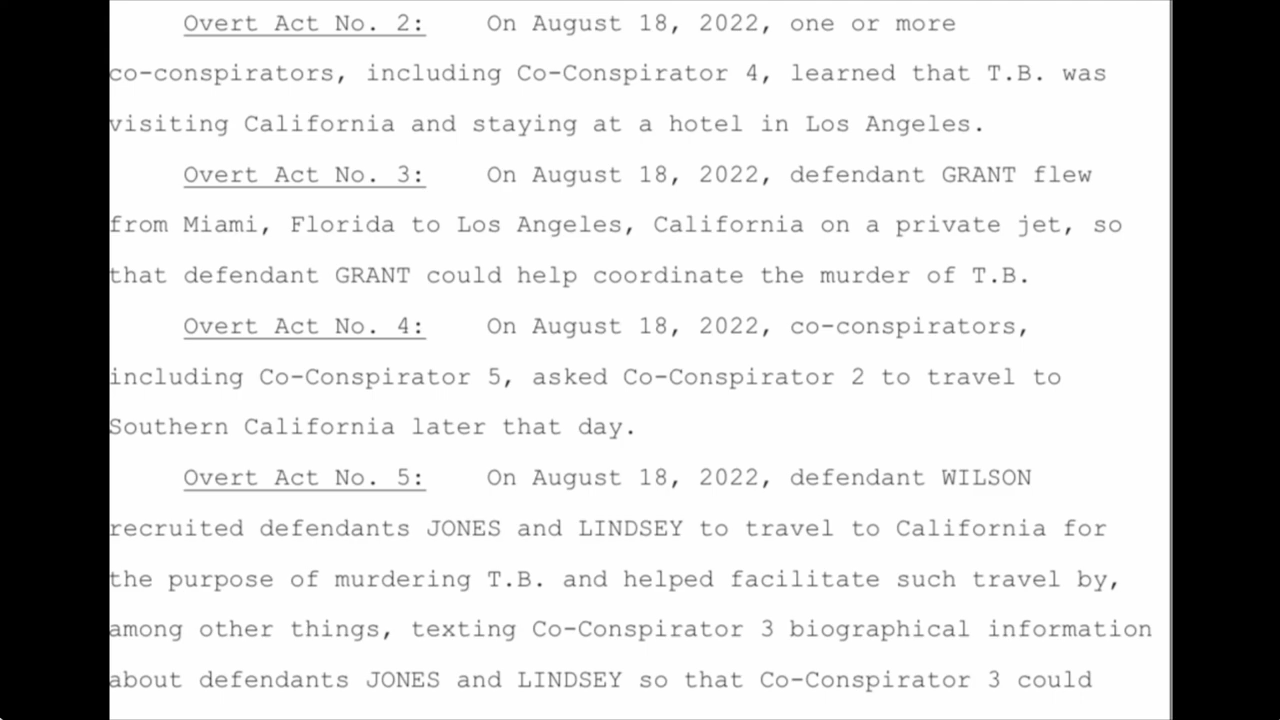 Overt Act No. 2: On August 18, 2022, one or more
co-conspirators, including Co-Conspirator 4, learned that T.B. was
visiting California and staying at a hotel in Los Angeles.
Overt Act No. 3: On August 18, 2022, defendant GRANT flew
from Miami, Florida to Los Angeles, California on a private jet, so
that defendant GRANT could help coordinate the murder of T.B.
Overt Act No. 4: On August 18, 2022, co-conspirators,
including Co-Conspirator 5, asked Co-Conspirator 2 to travel to
Southern California later that day.
Overt Act No. 5: On August 18, 2022, defendant WILSON
recruited defendants JONES and LINDSEY to travel to California for
the purpose of murdering T.B. and helped facilitate such travel by,
among other things, texting Co-Conspirator 3 biographical information
about defendants JONES and LINDSEY so that Co-Conspirator 3 could